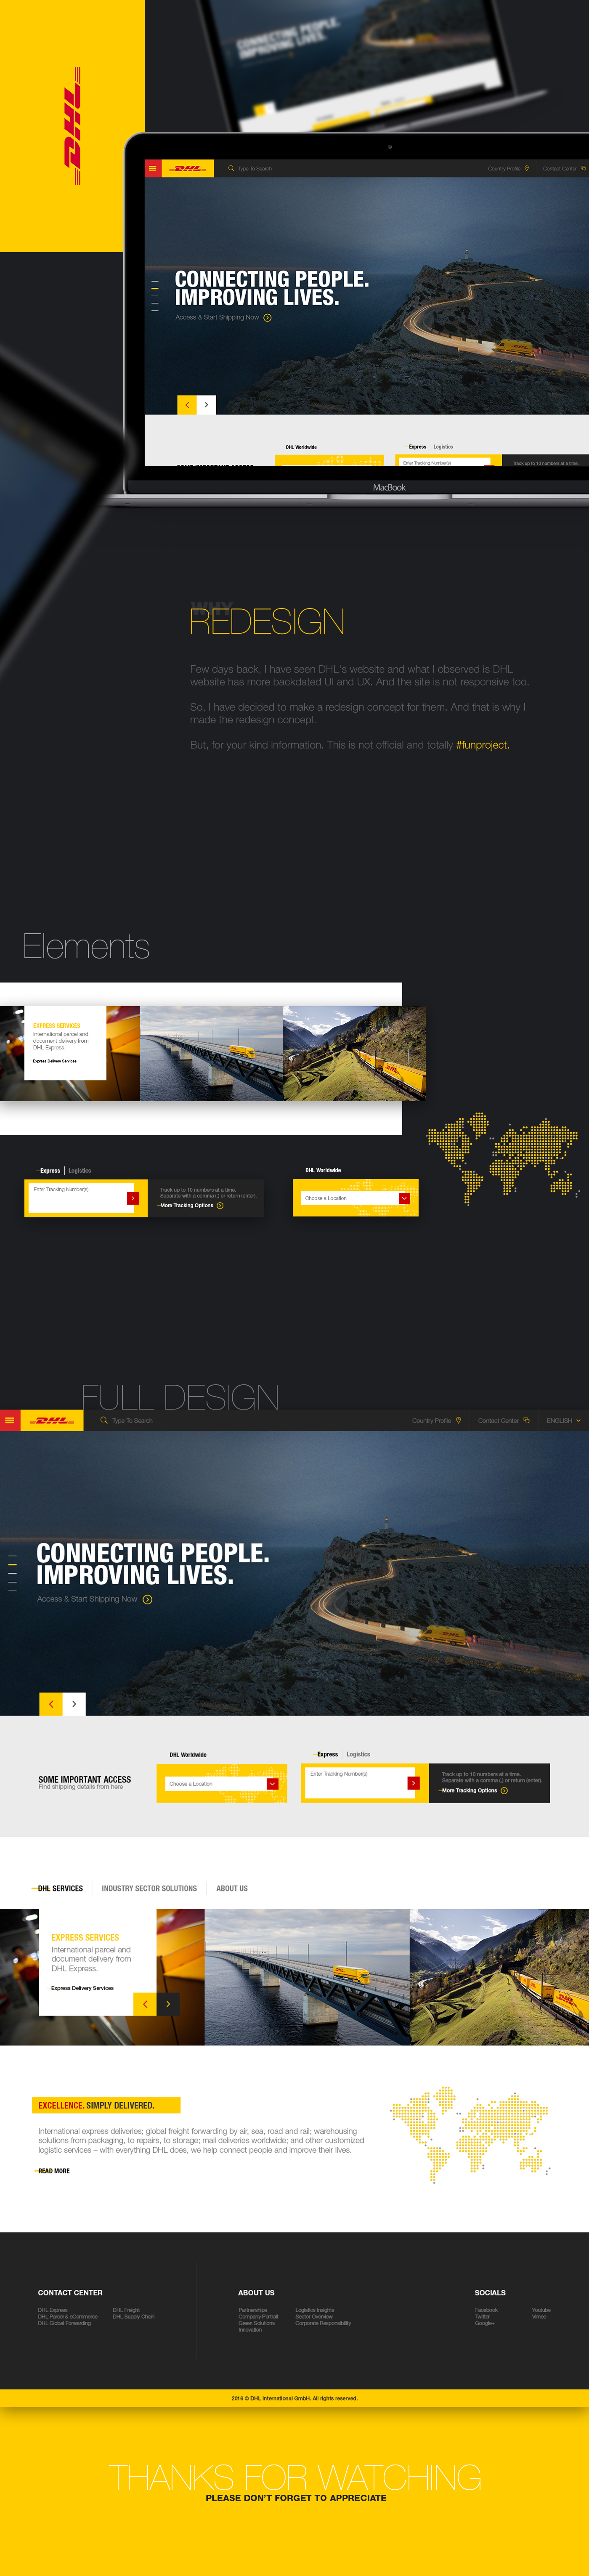 CONNECTING PEOPLE.
IMPROVING LIVES.
DHL
DHL
Type To Search
Country Profile
Contact Center
CONNECTING PEOPLE.
IMPROVING LIVES.
Access & Start Shipping Now
DHL Worldwide
Express
Logistics
SOME IMPORTANT ACCESS
Enter Tracking Number(s)
Track up to 10 numbers at a time.
MacBook
WHY
REDESIGN
Few days back, I have seen DHL's website and what I observed is DHL
website has more backdated UI and UX. And the site is not responsive too.
So, I have decided to make a redesign concept for them. And that is why I
made the redesign concept.
But, for your kind information. This is not official and totally #funproject.
Elements
EXPRESS SERVICES
International parcel and
document delivery from
DHL Express.
Express Delivery Services
Express
Logistics
Enter Tracking Number(s)
Track up to 10 numbers at a time.
Separate with a comma (,) or return (enter).
More Tracking Options
DHL Worldwide
Choose a Location
FULL DESIGN
DHL
Type To Search
Country Profile
Contact Center
ENGLISH
CONNECTING PEOPLE.
IMPROVING LIVES.
Access & Start Shipping Now
SOME IMPORTANT ACCESS
Find shipping details from here
DHL Worldwide
Choose a Location
Express
Logistics
Enter Tracking Number(s)
Track up to 10 numbers at a time.
Separate with a comma (,) or return (enter).
More Tracking Options
DHL SERVICES
INDUSTRY SECTOR SOLUTIONS
ABOUT US
EXPRESS SERVICES
International parcel and
document delivery from
DHL Express.
Express Delivery Services
EXCELLENCE. SIMPLY DELIVERED.
International express deliveries; global freight forwarding by air, sea, road and rail; warehousing
solutions from packaging, to repairs, to storage; mail deliveries worldwide; and other customized
logistic services – with everything DHL does, we help connect people and improve their lives.
READ MORE
CONTACT CENTER
DHL Express
DHL Parcel & eCommerce
DHL Global Forwarding
DHL Freight
DHL Supply Chain
ABOUT US
Partnerships
Company Portrait
Green Solutions
Innovation
Logistics Insights
Sector Overview
Corporate Responsibility
SOCIALS
Facebook
Twitter
Google+
Youtube
Vimeo
2016 © DHL International GmbH. All rights reserved.
THANKS FOR WATCHING
PLEASE DON'T FORGET TO APPRECIATE